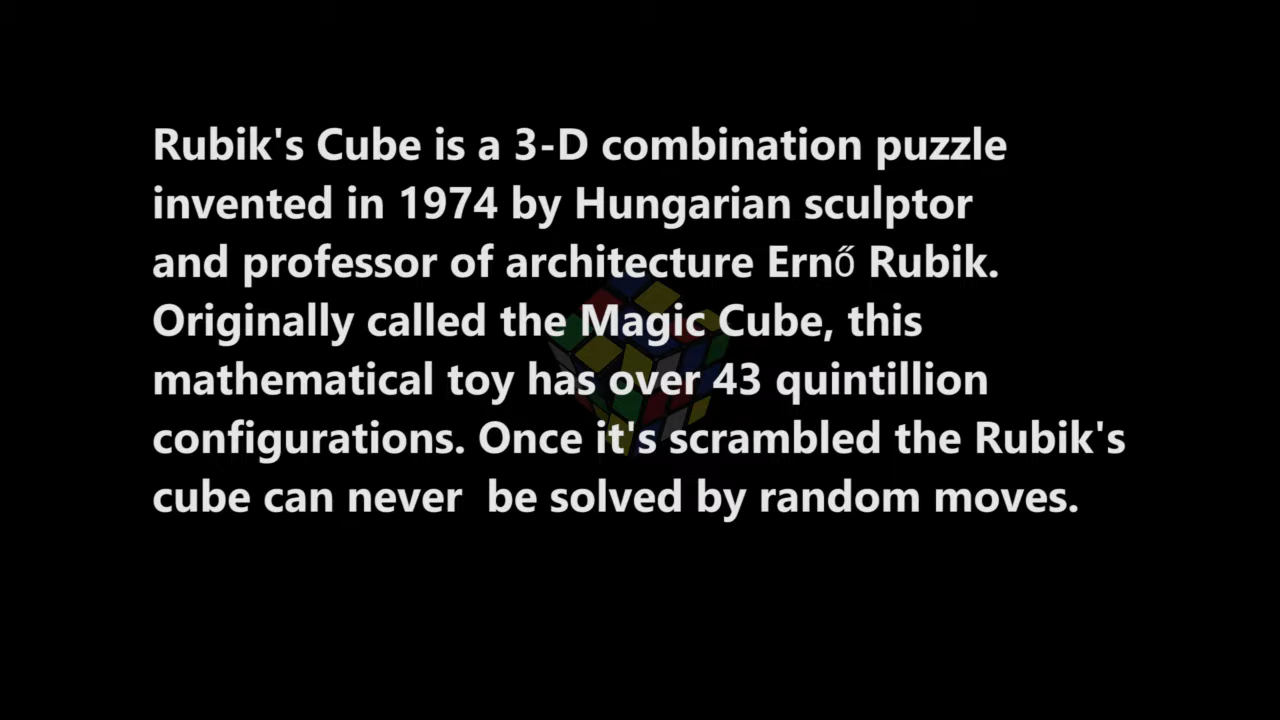 Rubik's Cube is a 3-D combination puzzle
invented in 1974 by Hungarian sculptor
and professor of architecture Ernő Rubik.
Originally called the Magic Cube, this
mathematical toy has over 43 quintillion
configurations. Once it's scrambled the Rubik's
cube can never  be solved by random moves.